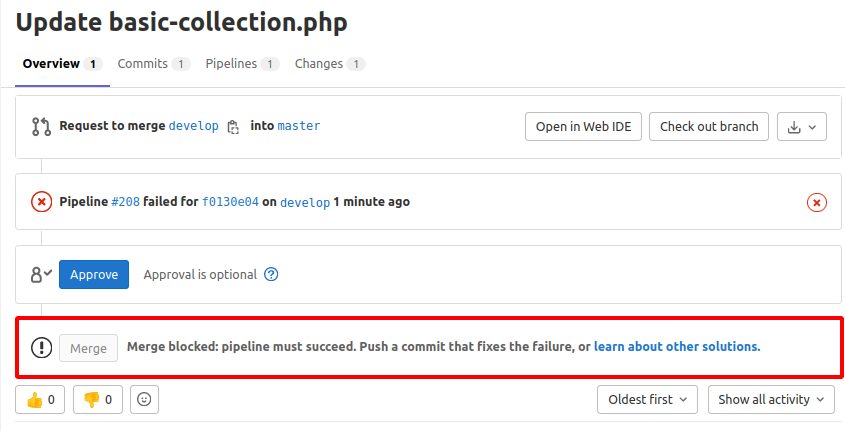 Update basic-collection.php
Overview 1 Commits 1 Pipelines 1 Changes 1
Request to merge develop into master Open in Web IDE Check out branch
Pipeline #208 failed for f0130e04 on develop 1 minute ago
Approve Approval is optional ?
Merge Merge blocked: pipeline must succeed. Push a commit that fixes the failure, or learn about other solutions.
0 0 Oldest first Show all activity